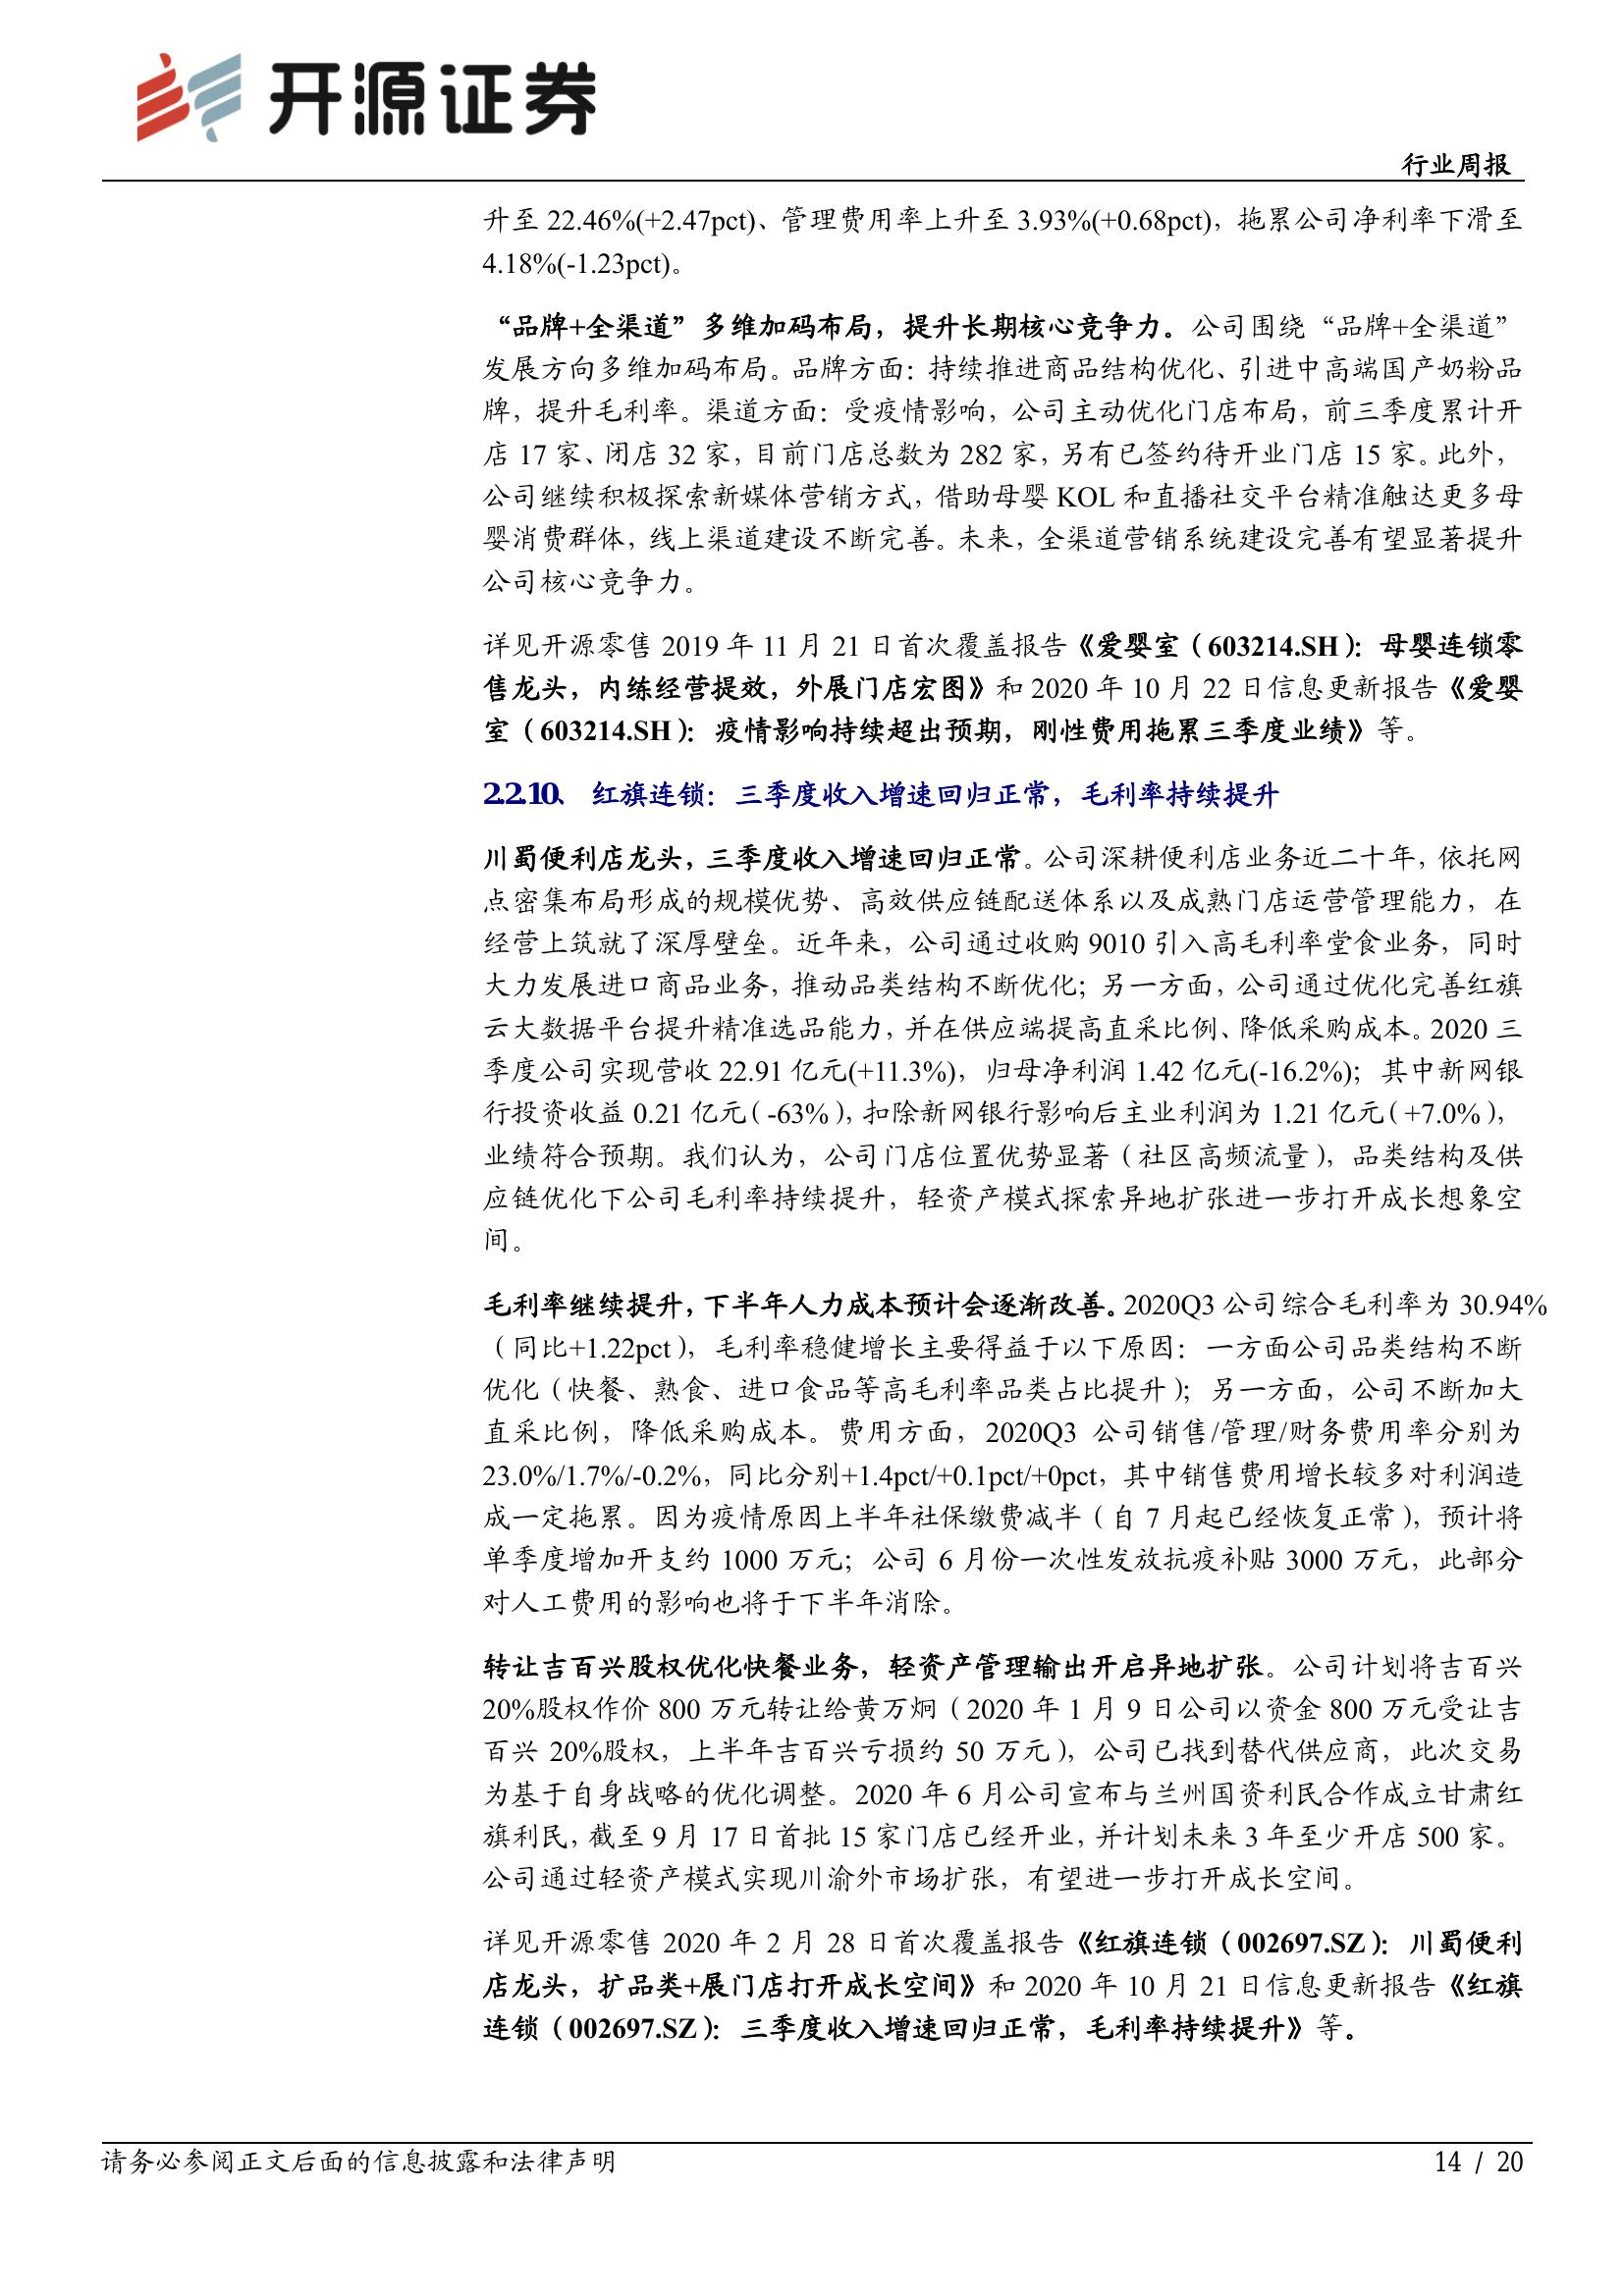 开源证券
行业周报
升至 22.46%(+2.47pct)、管理费用率上升至 3.93%(+0.68pct)，拖累公司净利率下滑至
4.18%(-1.23pct)。
“品牌+全渠道”多维加码布局，提升长期核心竞争力。公司围绕“品牌+全渠道”
发展方向多维加码布局。品牌方面：持续推进商品结构优化、引进中高端国产奶粉品
牌，提升毛利率。渠道方面：受疫情影响，公司主动优化门店布局，前三季度累计开
店 17 家、闭店 32 家，目前门店总数为 282 家，另有已签约待开业门店 15 家。此外，
公司继续积极探索新媒体营销方式，借助母婴 KOL 和直播社交平台精准触达更多母
婴消费群体，线上渠道建设不断完善。未来，全渠道营销系统建设完善有望显著提升
公司核心竞争力。
详见开源零售 2019 年 11 月 21 日首次覆盖报告《爱婴室（603214.SH）：母婴连锁零
售龙头，内练经营提效，外展门店宏图》和 2020 年 10 月 22 日信息更新报告《爱婴
室（603214.SH）：疫情影响持续超出预期，刚性费用拖累三季度业绩》等。
2.2.10、 红旗连锁：三季度收入增速回归正常，毛利率持续提升
川蜀便利店龙头，三季度收入增速回归正常。公司深耕便利店业务近二十年，依托网
点密集布局形成的规模优势、高效供应链配送体系以及成熟门店运营管理能力，在
经营上筑就了深厚壁垒。近年来，公司通过收购 9010 引入高毛利率堂食业务，同时
大力发展进口商品业务，推动品类结构不断优化；另一方面，公司通过优化完善红旗
云大数据平台提升精准选品能力，并在供应端提高直采比例、降低采购成本。2020 三
季度公司实现营收 22.91 亿元(+11.3%)，归母净利润 1.42 亿元(-16.2%)；其中新网银
行投资收益 0.21 亿元（-63%），扣除新网银行影响后主业利润为 1.21 亿元（+7.0%），
业绩符合预期。我们认为，公司门店位置优势显著（社区高频流量），品类结构及供
应链优化下公司毛利率持续提升，轻资产模式探索异地扩张进一步打开成长想象空
间。
毛利率继续提升，下半年人力成本预计会逐渐改善。2020Q3 公司综合毛利率为 30.94%
（同比+1.22pct），毛利率稳健增长主要得益于以下原因：一方面公司品类结构不断
优化（快餐、熟食、进口食品等高毛利率品类占比提升）；另一方面，公司不断加大
直采比例，降低采购成本。费用方面，2020Q3 公司销售/管理/财务费用率分别为
23.0%/1.7%/-0.2%，同比分别+1.4pct/+0.1pct/+0pct，其中销售费用增长较多对利润造
成一定拖累。因为疫情原因上半年社保缴费减半（自 7 月起已经恢复正常），预计将
单季度增加开支约 1000 万元；公司 6 月份一次性发放抗疫补贴 3000 万元，此部分
对人工费用的影响也将于下半年消除。
转让吉百兴股权优化快餐业务，轻资产管理输出开启异地扩张。公司计划将吉百兴
20%股权作价 800 万元转让给黄万炯（2020 年 1 月 9 日公司以资金 800 万元受让吉
百兴 20%股权，上半年吉百兴亏损约 50 万元），公司已找到替代供应商，此次交易
为基于自身战略的优化调整。2020 年 6 月公司宣布与兰州国资利民合作成立甘肃红
旗利民，截至 9 月 17 日首批 15 家门店已经开业，并计划未来 3 年至少开店 500 家。
公司通过轻资产模式实现川渝外市场扩张，有望进一步打开成长空间。
详见开源零售 2020 年 2 月 28 日首次覆盖报告《红旗连锁（002697.SZ）：川蜀便利
店龙头，扩品类+展门店打开成长空间》和 2020 年 10 月 21 日信息更新报告《红旗
连锁（002697.SZ）：三季度收入增速回归正常，毛利率持续提升》等。
请务必参阅正文后面的信息披露和法律声明
14 / 20